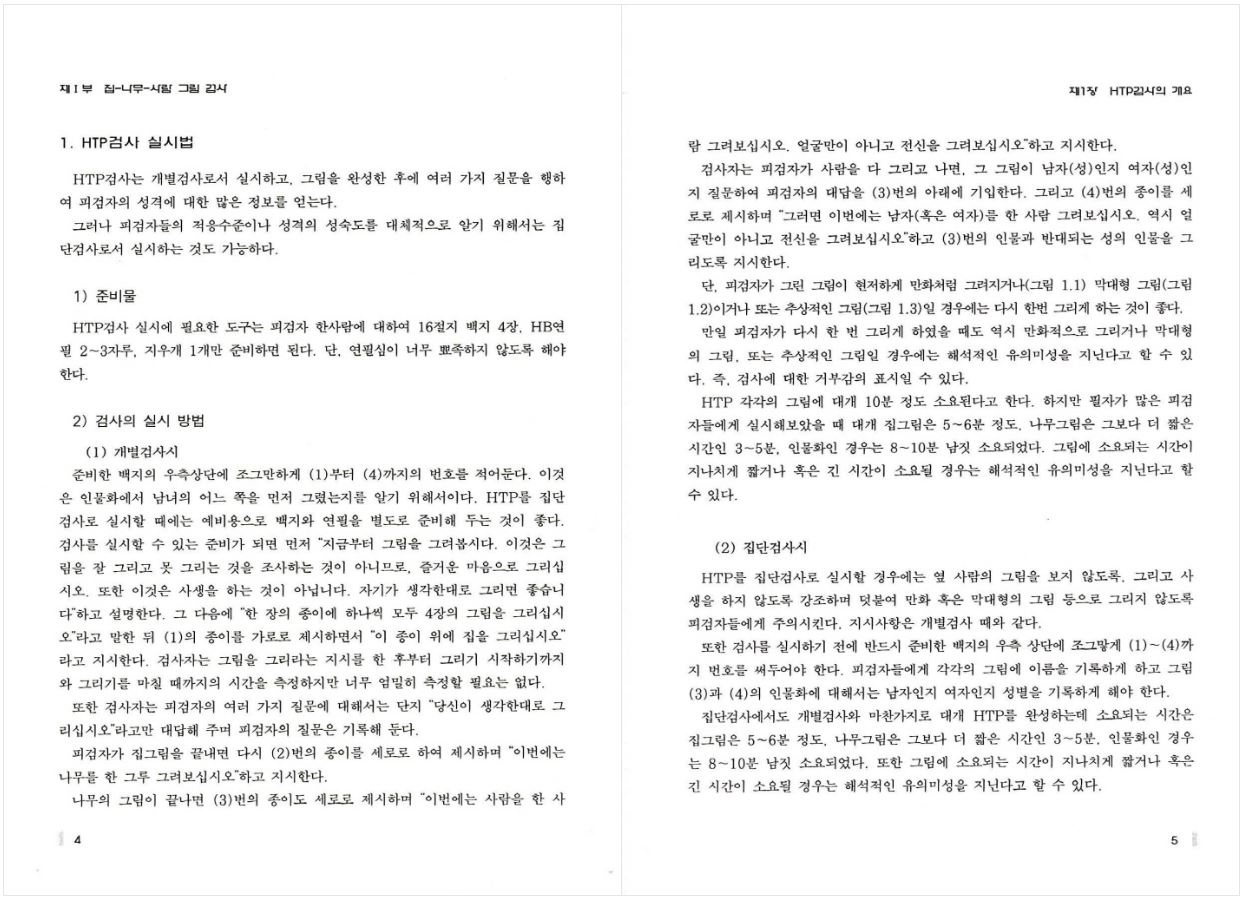 제Ⅰ부 집-나무-사람 그림 검사
1. HTP검사 실시법
HTP검사는 개별검사로서 실시하고, 그림을 완성한 후에 여러 가지 질문을 행하
여 피검자의 성격에 대한 많은 정보를 얻는다.
그러나 피검자들의 적응수준이나 성격의 성숙도를 대체적으로 알기 위해서는 집
단검사로서 실시하는 것도 가능하다.
1) 준비물
HTP검사 실시에 필요한 도구는 피검자 한사람에 대하여 16절지 백지 4장, HB연
필 2~3자루, 지우개 1개만 준비하면 된다. 단, 연필심이 너무 뾰족하지 않도록 해야
한다.
2) 검사의 실시 방법
(1) 개별검사시
준비한 백지의 우측상단에 조그만하게 (1)부터 (4)까지의 번호를 적어둔다. 이것
은 인물화에서 남녀의 어느 쪽을 먼저 그렸는지를 알기 위해서이다. HTP를 집단
검사로 실시할 때에는 예비용으로 백지와 연필을 별도로 준비해 두는 것이 좋다.
검사를 실시할 수 있는 준비가 되면 먼저 "지금부터 그림을 그려봅시다. 이것은 그
림을 잘 그리고 못 그리는 것을 조사하는 것이 아니므로, 즐거운 마음으로 그리십
시오. 또한 이것은 사생을 하는 것이 아닙니다. 자기가 생각한대로 그리면 좋습니
다"하고 설명한다. 그 다음에 "한 장의 종이에 하나씩 모두 4장의 그림을 그리십시
오"라고 말한 뒤 (1)의 종이를 가로로 제시하면서 "이 종이 위에 집을 그리십시오"
라고 지시한다. 검사자는 그림을 그리라는 지시를 한 후부터 그리기 시작하기까지
와 그리기를 마칠 때까지의 시간을 측정하지만 너무 엄밀히 측정할 필요는 없다.
또한 검사자는 피검자의 여러 가지 질문에 대해서는 단지 "당신이 생각한대로 그
리십시오"라고만 대답해 주며 피검자의 질문은 기록해 둔다.
피검자가 집그림을 끝내면 다시 (2)번의 종이를 세로로 하여 제시하며 "이번에는
나무를 한 그루 그려보십시오"하고 지시한다.
나무의 그림이 끝나면 (3)번의 종이도 세로로 제시하며 "이번에는 사람을 한 사
4
제1장 HTP검사의 개요
람 그려보십시오. 얼굴만이 아니고 전신을 그려보십시오"하고 지시한다.
검사자는 피검자가 사람을 다 그리고 나면, 그 그림이 남자(성)인지 여자(성)인
지 질문하여 피검자의 대답을 (3)번의 아래에 기입한다. 그리고 (4)번의 종이를 세
로로 제시하며 "그러면 이번에는 남자(혹은 여자)를 한 사람 그려보십시오. 역시 얼
굴만이 아니고 전신을 그려보십시오"하고 (3)번의 인물과 반대되는 성의 인물을 그
리도록 지시한다.
단, 피검자가 그린 그림이 현저하게 만화처럼 그려지거나(그림 1.1) 막대형 그림(그림
1.2)이거나 또는 추상적인 그림(그림 1.3)일 경우에는 다시 한번 그리게 하는 것이 좋다.
만일 피검자가 다시 한 번 그리게 하였을 때도 역시 만화적으로 그리거나 막대형
의 그림, 또는 추상적인 그림일 경우에는 해석적인 유의미성을 지닌다고 할 수 있
다. 즉, 검사에 대한 거부감의 표시일 수 있다.
HTP 각각의 그림에 대개 10분 정도 소요된다고 한다. 하지만 필자가 많은 피검
자들에게 실시해보았을 때 대개 집그림은 5~6분 정도, 나무그림은 그보다 더 짧은
시간인 3~5분, 인물화인 경우는 8~10분 남짓 소요되었다. 그림에 소요되는 시간이
지나치게 짧거나 혹은 긴 시간이 소요될 경우는 해석적인 유의미성을 지닌다고 할
수 있다.
(2) 집단검사시
HTP를 집단검사로 실시할 경우에는 옆 사람의 그림을 보지 않도록, 그리고 사
생을 하지 않도록 강조하며 덧붙여 만화 혹은 막대형의 그림 등으로 그리지 않도록
피검자들에게 주의시킨다. 지시사항은 개별검사 때와 같다.
또한 검사를 실시하기 전에 반드시 준비한 백지의 우측 상단에 조그맣게 (1)~(4)까
지 번호를 써두어야 한다. 피검자들에게 각각의 그림에 이름을 기록하게 하고 그림
(3)과 (4)의 인물화에 대해서는 남자인지 여자인지 성별을 기록하게 해야 한다.
집단검사에서도 개별검사와 마찬가지로 대개 HTP를 완성하는데 소요되는 시간은
집그림은 5~6분 정도, 나무그림은 그보다 더 짧은 시간인 3~5분, 인물화인 경우
는 8~10분 남짓 소요되었다. 또한 그림에 소요되는 시간이 지나치게 짧거나 혹은
긴 시간이 소요될 경우는 해석적인 유의미성을 지닌다고 할 수 있다.
5